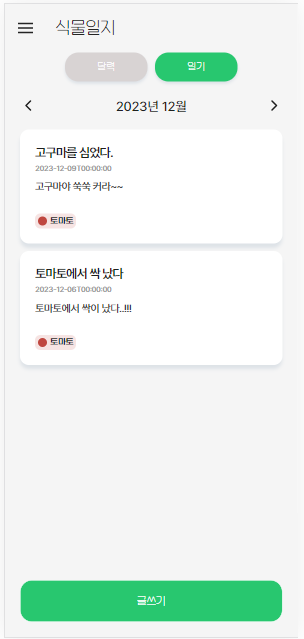 식물일지
달력
일기
2023년 12월
고구마를 심었다.
2023-12-09T00:00:00
고구마야 쑥쑥 커라~~
토마토
토마토에서 싹 났다
2023-12-06T00:00:00
토마토에서 싹이 났다..!!!
토마토
글쓰기